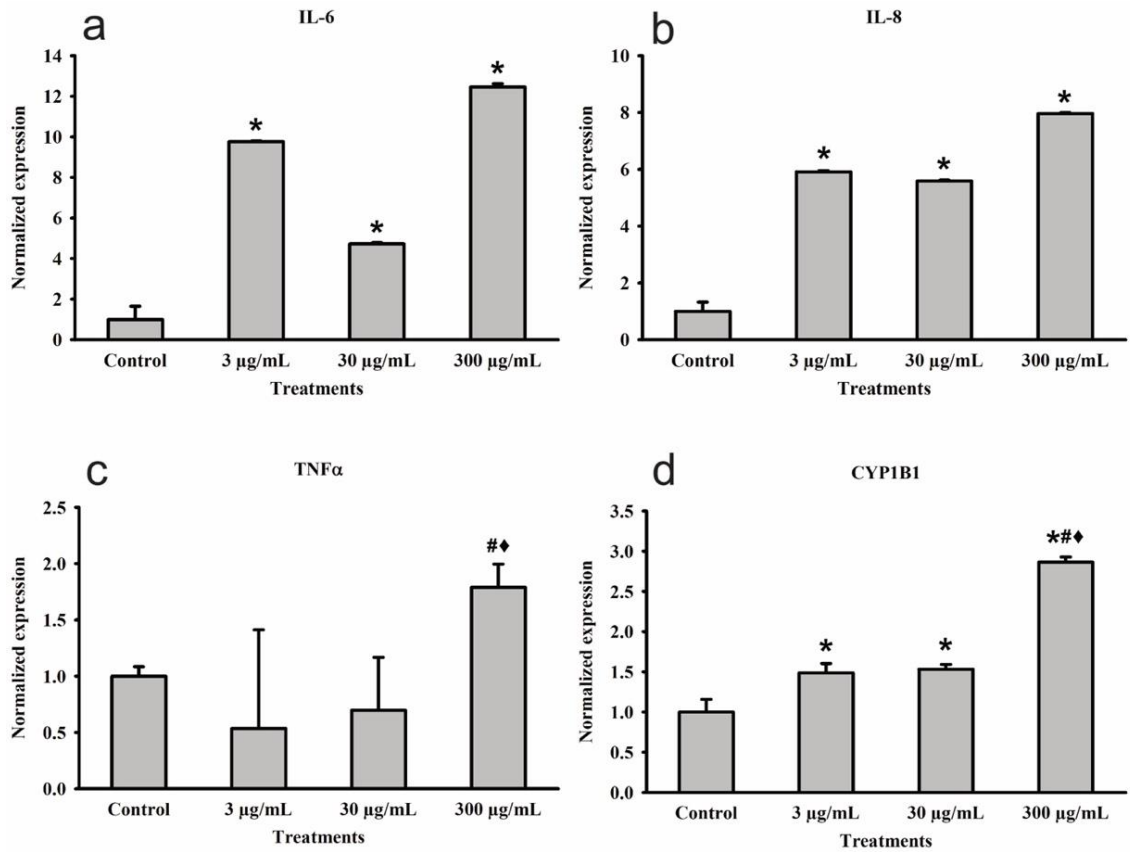 a
IL-6
Normalized expression
14
12
10
8
6
4
2
0
*
*
*
Control
3 µg/mL
30 µg/mL
300 µg/mL
Treatments
b
IL-8
Normalized expression
10
8
6
4
2
0
*
*
*
Control
3 µg/mL
30 µg/mL
300 µg/mL
Treatments
c
TNFα
Normalized expression
2.5
2.0
1.5
1.0
0.5
0.0
#♦
Control
3 µg/mL
30 µg/mL
300 µg/mL
Treatments
d
CYP1B1
Normalized expression
3.5
3.0
2.5
2.0
1.5
1.0
0.5
0.0
*
*
*#♦
Control
3 µg/mL
30 µg/mL
300 µg/mL
Treatments